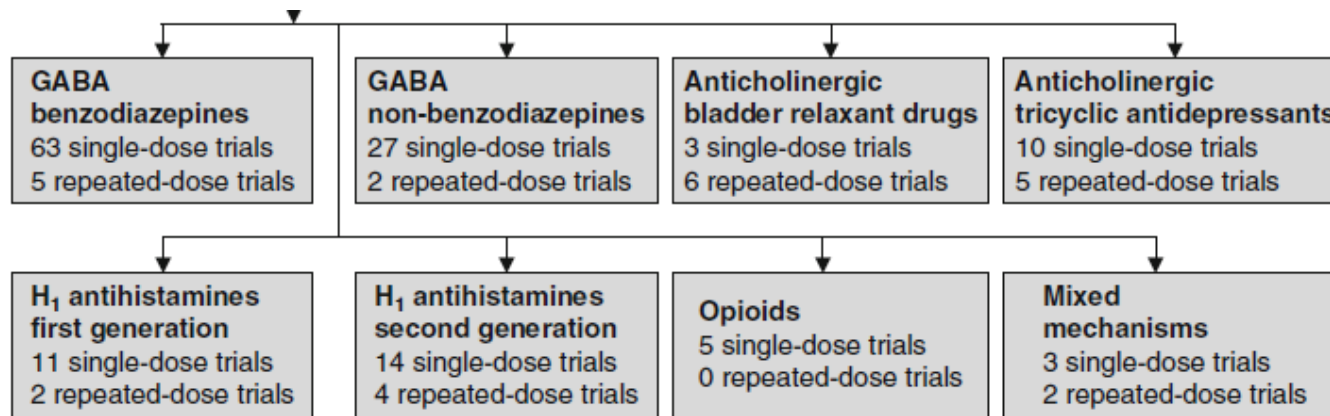 GABA
benzodiazepines
63 single-dose trials
5 repeated-dose trials
GABA
non-benzodiazepines
27 single-dose trials
2 repeated-dose trials
Anticholinergic
bladder relaxant drugs
3 single-dose trials
6 repeated-dose trials
Anticholinergic
tricyclic antidepressants
10 single-dose trials
5 repeated-dose trials
H₁ antihistamines
first generation
11 single-dose trials
2 repeated-dose trials
H₁ antihistamines
second generation
14 single-dose trials
4 repeated-dose trials
Opioids
5 single-dose trials
0 repeated-dose trials
Mixed
mechanisms
3 single-dose trials
2 repeated-dose trials